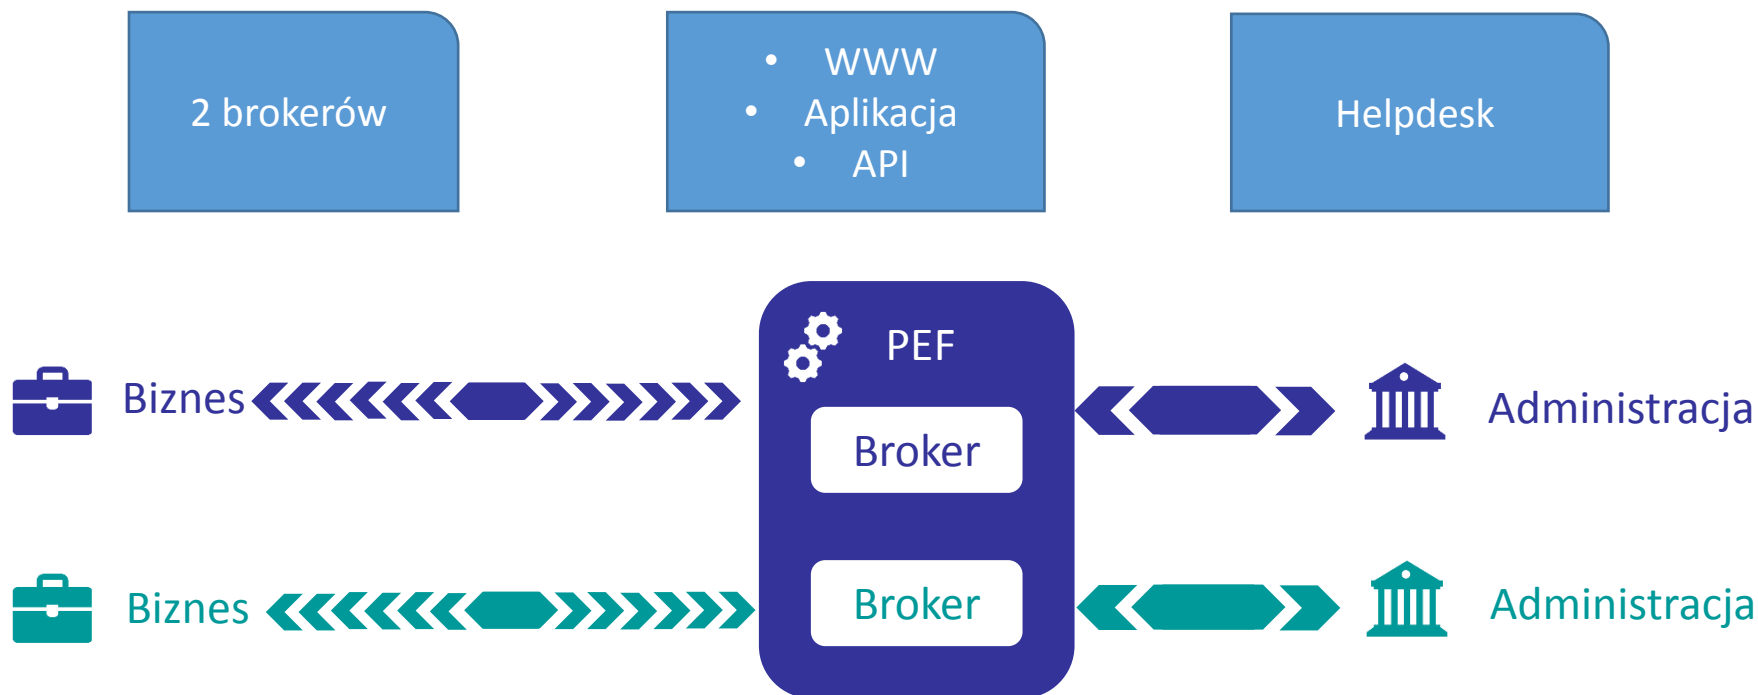 2 brokerów
• WWW
• Aplikacja
• API
Helpdesk
PEF
Biznes
Broker
Administracja
Biznes
Broker
Administracja